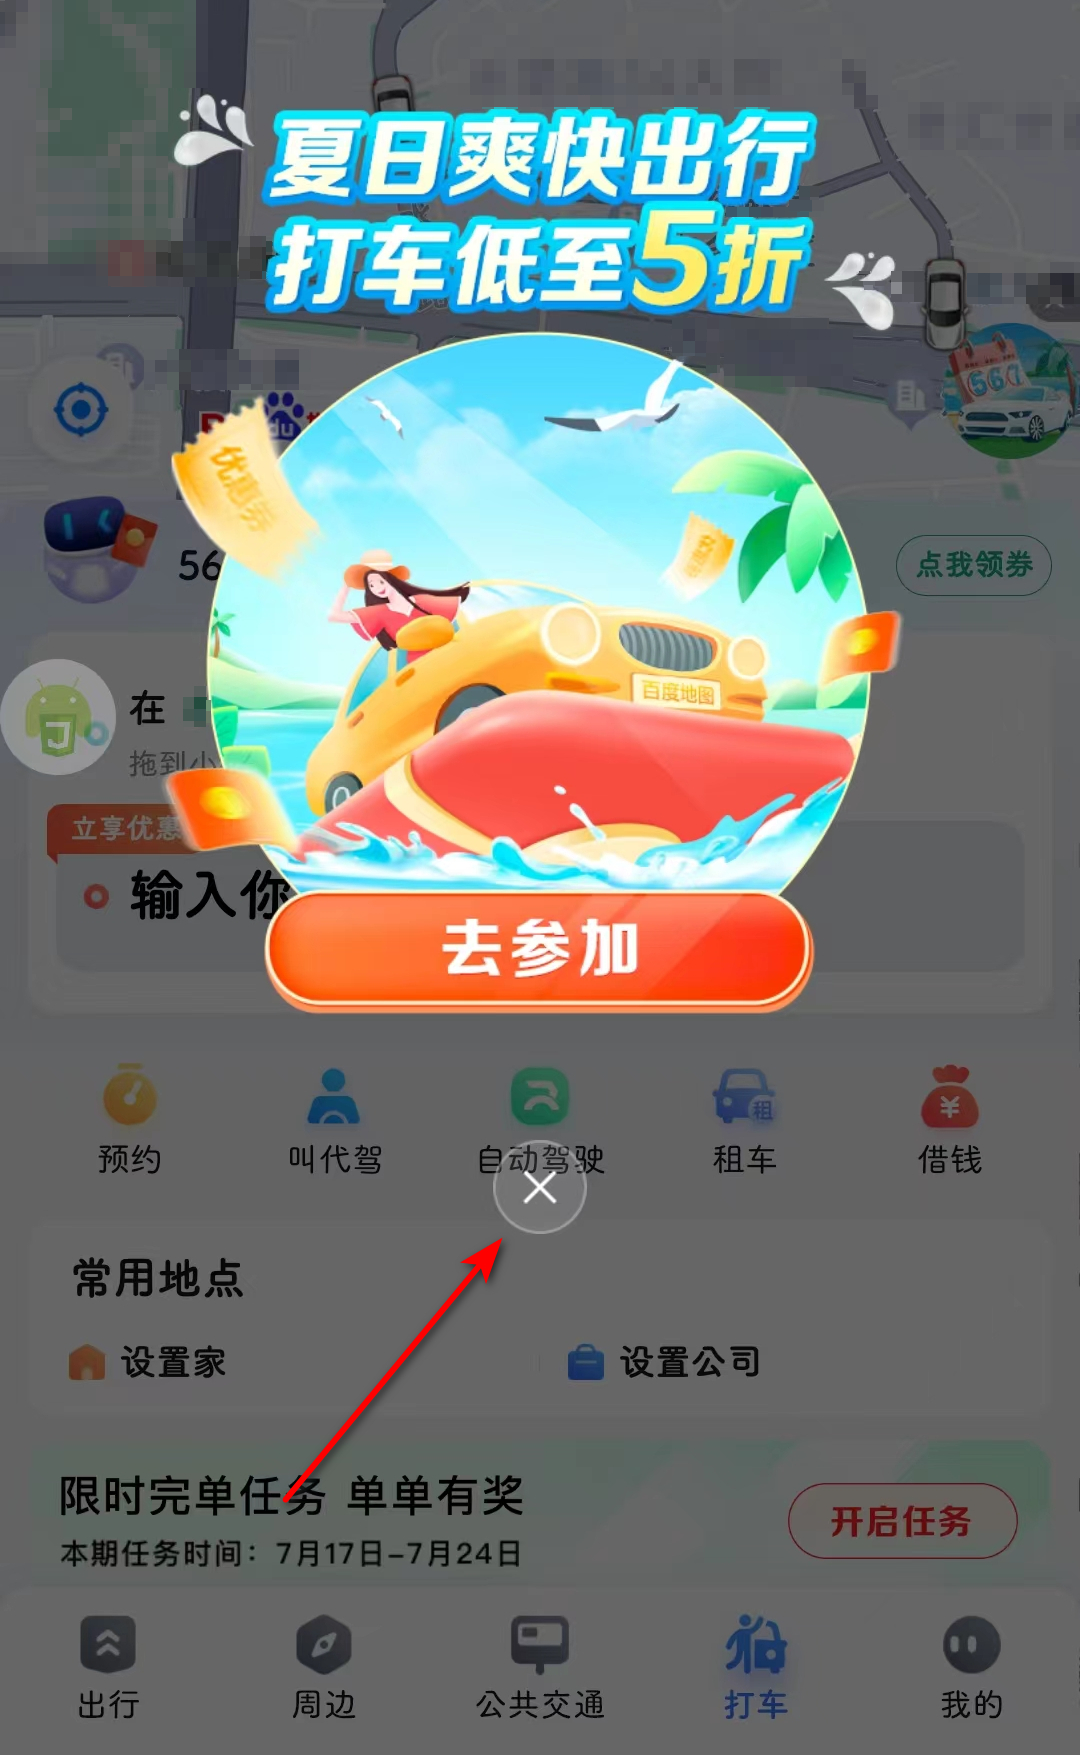 夏日爽快出行
打车低至5折
du
567
优惠券
56
点我领券
百度地图
在
拖到小
立享优惠
输入你
去参加
预约
叫代驾
自动驾驶
租
租车
借钱
常用地点
设置家
设置公司
限时完单任务 单单有奖
本期任务时间：7月17日-7月24日
开启任务
出行
周边
公共交通
打车
我的